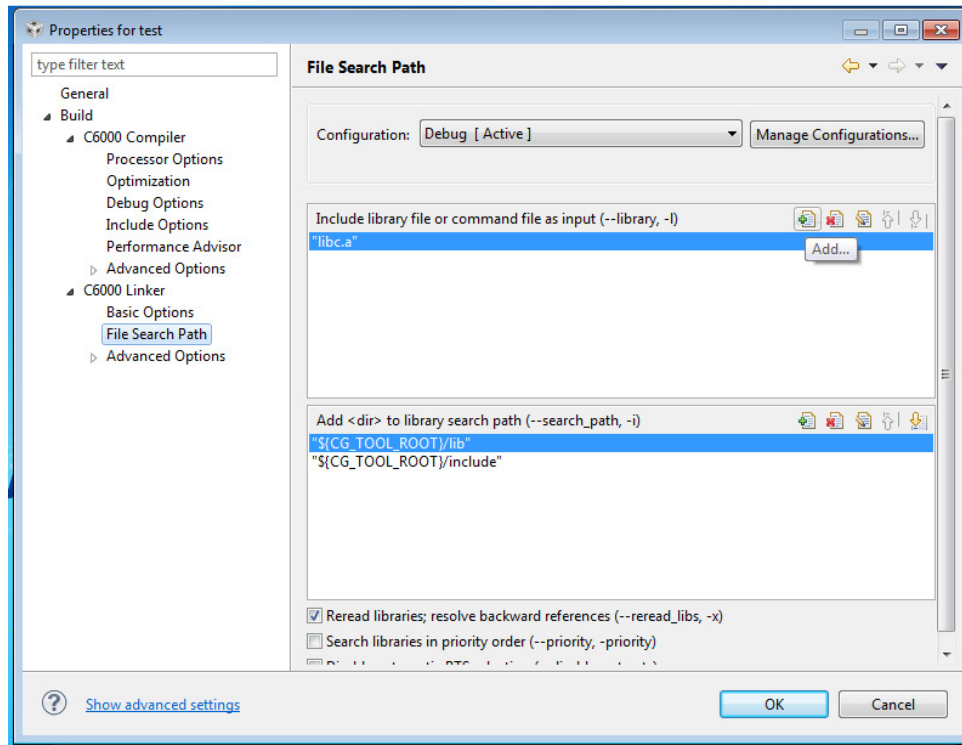 Properties for test
type filter text
General
Build
C6000 Compiler
Processor Options
Optimization
Debug Options
Include Options
Performance Advisor
Advanced Options
C6000 Linker
Basic Options
File Search Path
Advanced Options
File Search Path
Configuration: Debug [ Active ] Manage Configurations...
Include library file or command file as input (--library, -l)
"libc.a"
Add...
Add <dir> to library search path (--search_path, -i)
"${CG_TOOL_ROOT}/lib"
"${CG_TOOL_ROOT}/include"
Reread libraries; resolve backward references (--reread_libs, -x)
Search libraries in priority order (--priority, -priority)
? Show advanced settings
OK Cancel